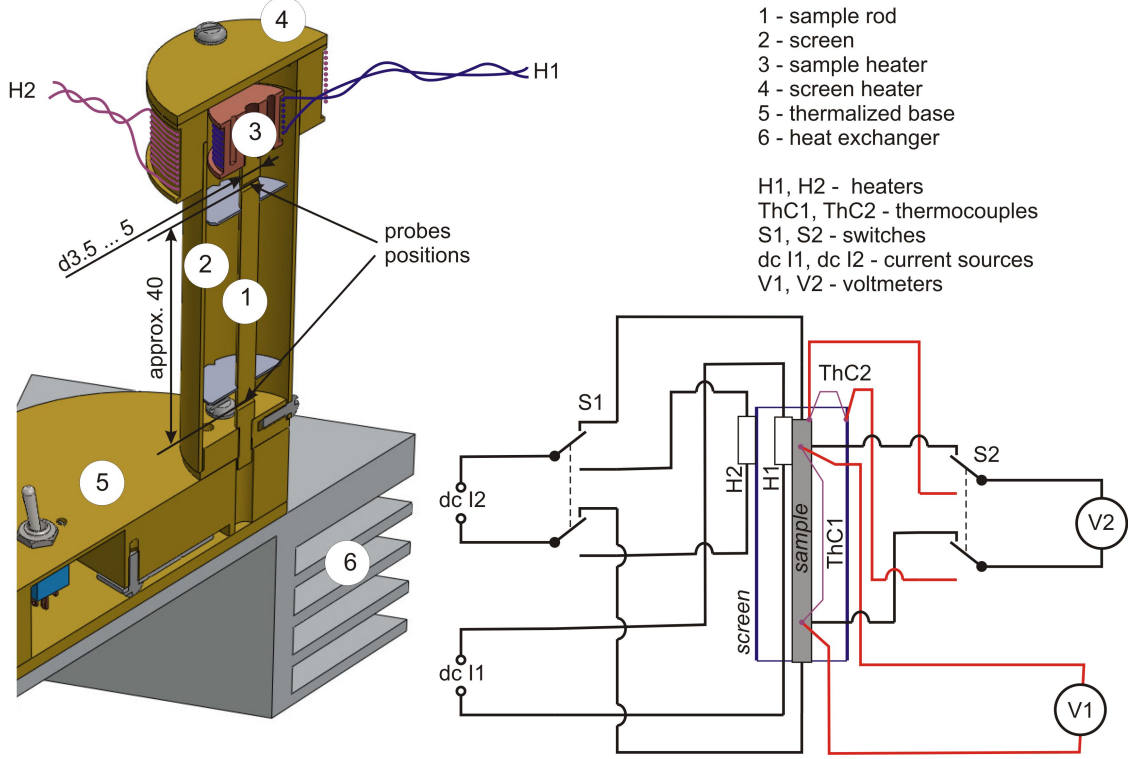 4
H2
H1
3
d3.5 ... 5
probes
positions
2
1
approx. 40
5
6
1 - sample rod
2 - screen
3 - sample heater
4 - screen heater
5 - thermalized base
6 - heat exchanger
H1, H2 - heaters
ThC1, ThC2 - thermocouples
S1, S2 - switches
dc I1, dc I2 - current sources
V1, V2 - voltmeters
ThC2
S1
S2
H2
H1
dc I2
sample
ThC1
V2
screen
dc I1
V1